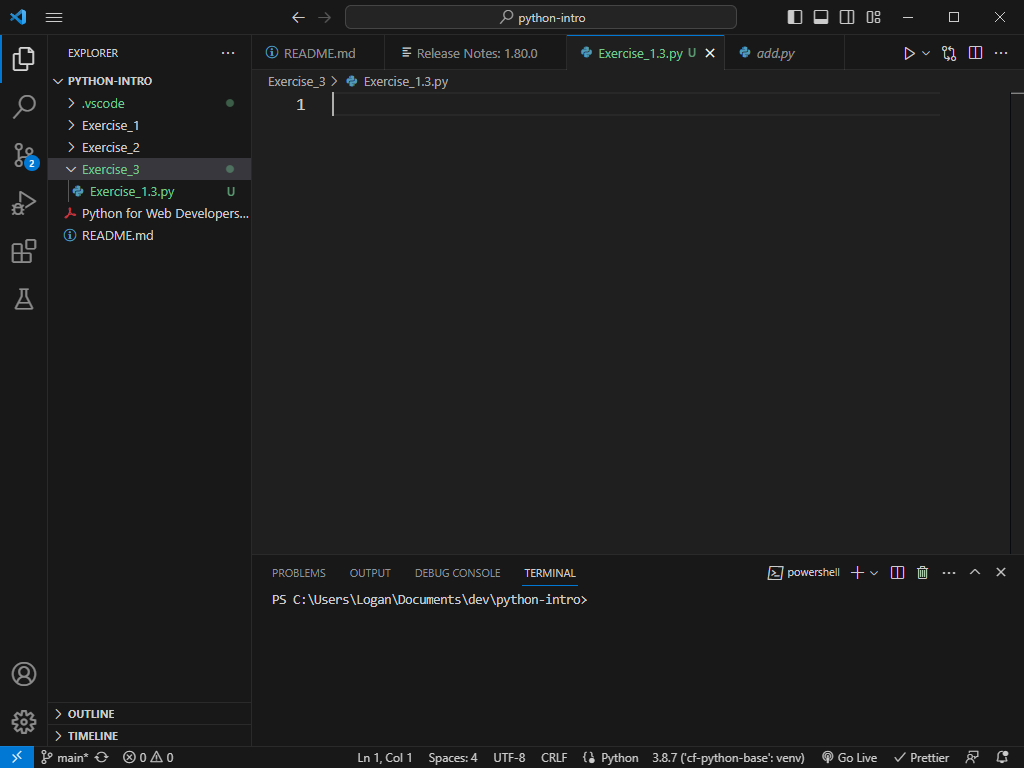 python-intro
EXPLORER
PYTHON-INTRO
.vscode
Exercise_1
Exercise_2
Exercise_3
Exercise_1.3.py U
Python for Web Developers...
README.md
OUTLINE
TIMELINE
2
README.md
Release Notes: 1.80.0
Exercise_1.3.py U
add.py
Exercise_3 > Exercise_1.3.py
1
PROBLEMS OUTPUT DEBUG CONSOLE TERMINAL
powershell
PS C:\Users\Logan\Documents\dev\python-intro>
main* 0 0 Ln 1, Col 1 Spaces: 4 UTF-8 CRLF Python 3.8.7 ('cf-python-base': venv) Go Live Prettier